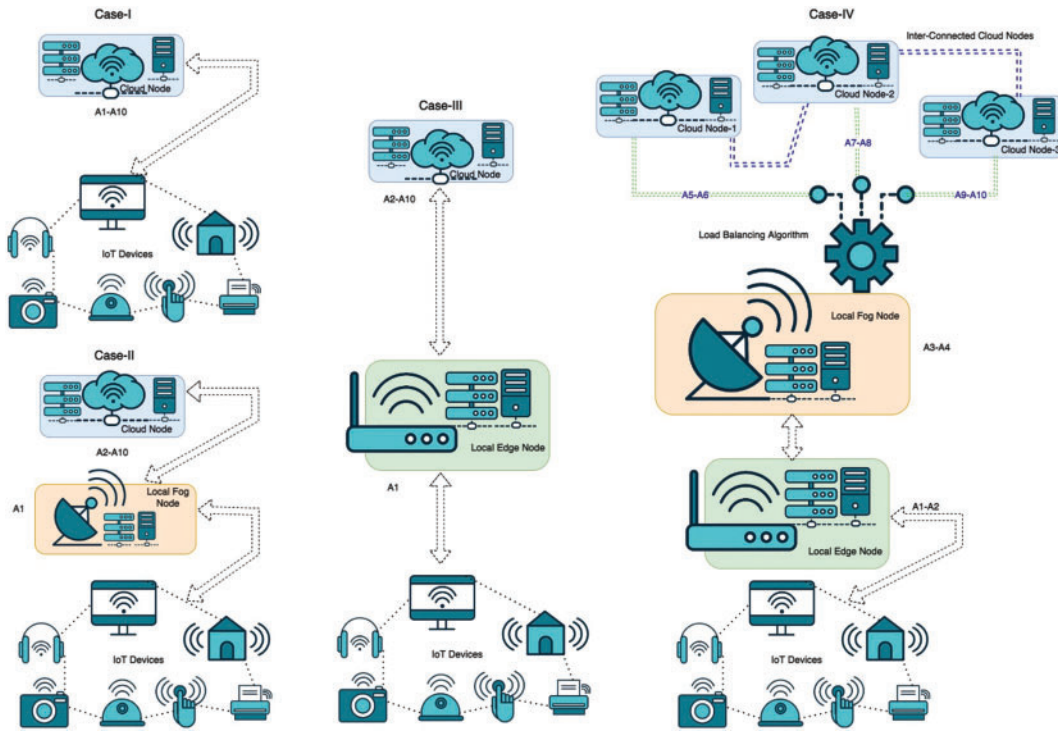 Case-I
Cloud Node
A1-A10
IoT Devices
Case-II
Cloud Node
A2-A10
A1
Local Fog
Node
IoT Devices
Case-III
Cloud Node
A2-A10
Local Edge Node
A1
IoT Devices
Case-IV
Inter-Connected Cloud Nodes
Cloud Node-1
Cloud Node-2
Cloud Node-3
A7-A8
A5-A6
A9-A10
Load Balancing Algorithm
Local Fog Node
A3-A4
A1-A2
Local Edge Node
IoT Devices